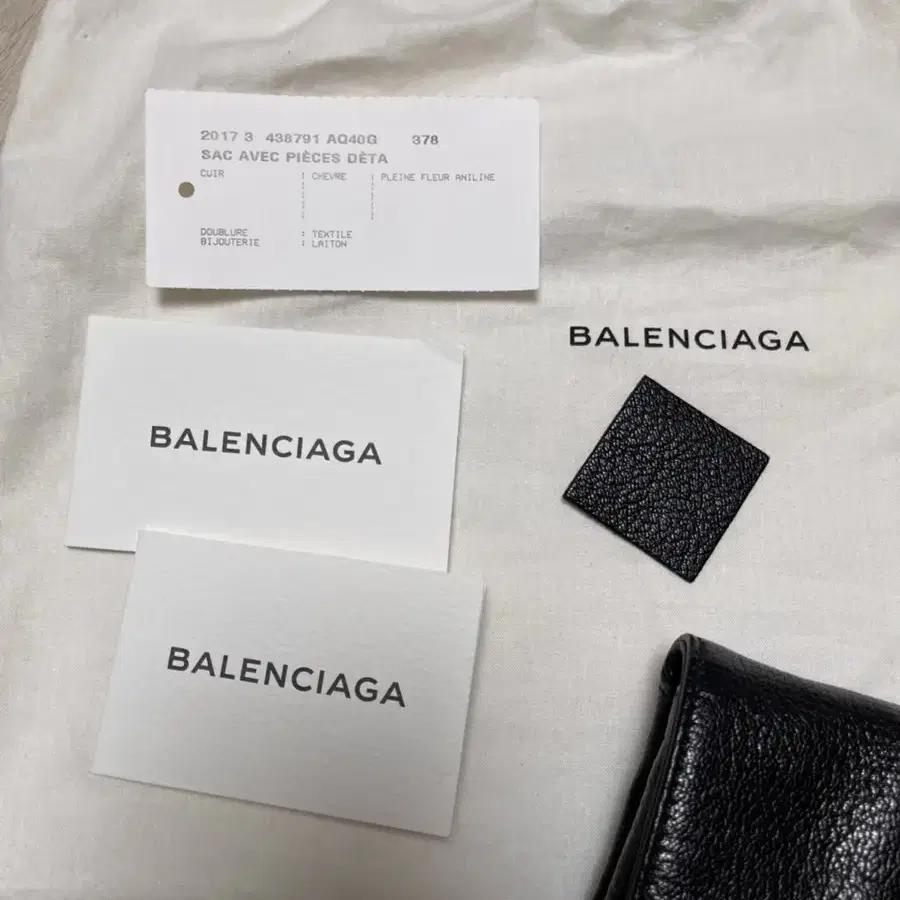 2017 3 438791 AQ40G 378
SAC AVEC PIÈCES DÈTA
CUIR : CHEVRE : PLEINE FLEUR ANILINE
DOUBLURE : TEXTILE
BIJOUTERIE : LAITON
BALENCIAGA
BALENCIAGA
BALENCIAGA